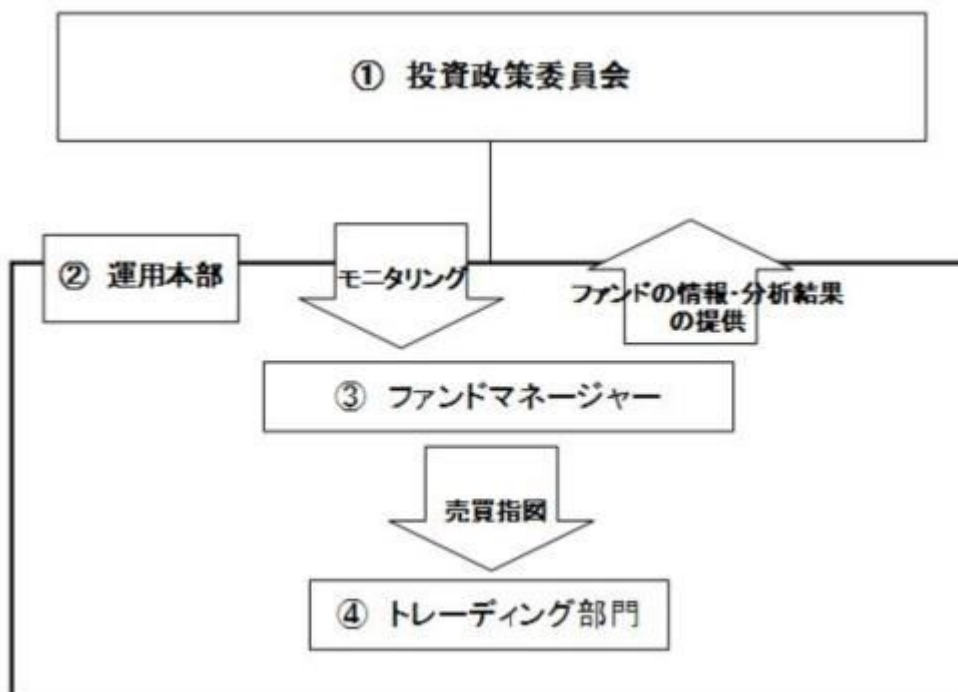 ① 投資政策委員会
② 運用本部
モニタリング
ファンドの情報・分析結果
の提供
③ ファンドマネージャー
売買指図
④ トレーディング部門